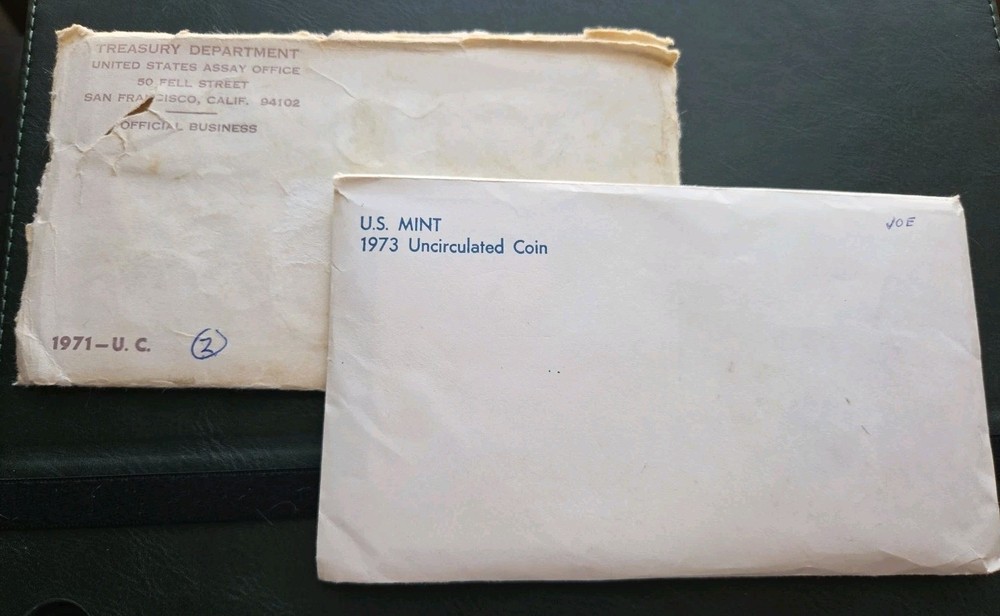 TREASURY DEPARTMENT
UNITED STATES ASSAY OFFICE
50 FELL STREET
SAN FRANCISCO, CALIF. 94102
OFFICIAL BUSINESS
1971—U. C.
2
U.S. MINT
1973 Uncirculated Coin
JOE